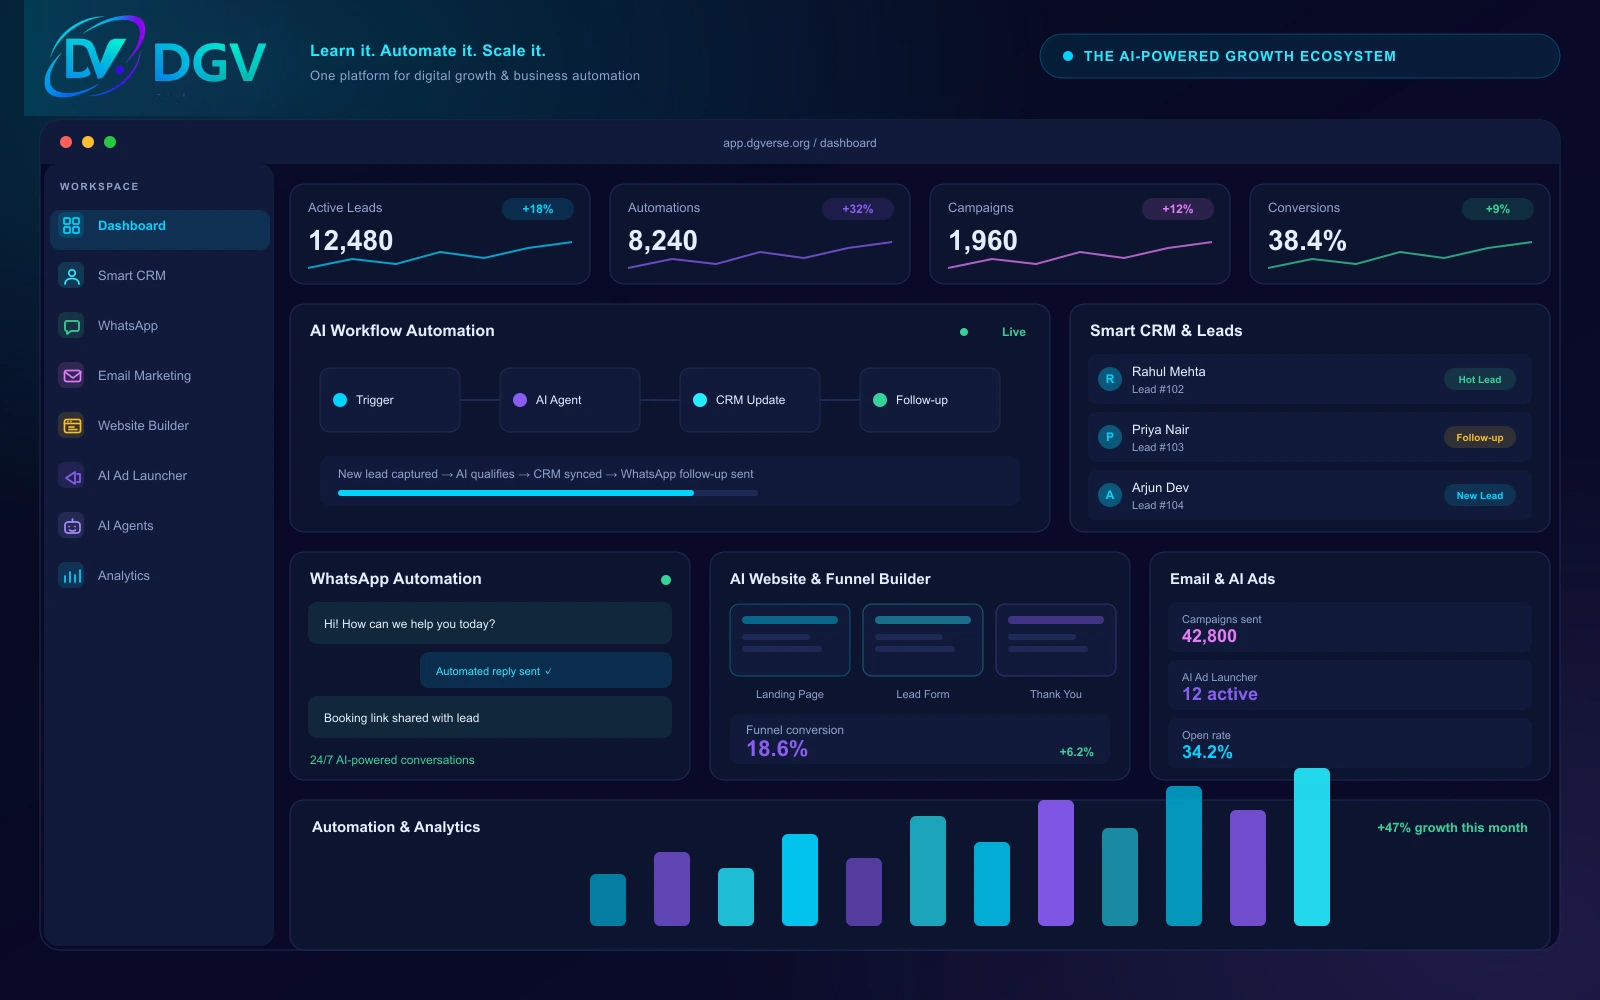 DV.
DGV
Learn it. Automate it. Scale it.
One platform for digital growth & business automation
THE AI-POWERED GROWTH ECOSYSTEM
app.dgverse.org / dashboard
WORKSPACE
Dashboard
Smart CRM
WhatsApp
Email Marketing
Website Builder
AI Ad Launcher
AI Agents
Analytics
Active Leads
+18%
12,480
Automations
+32%
8,240
Campaigns
+12%
1,960
Conversions
+9%
38.4%
AI Workflow Automation
Live
Trigger
AI Agent
CRM Update
Follow-up
New lead captured → AI qualifies → CRM synced → WhatsApp follow-up sent
Smart CRM & Leads
R
Rahul Mehta
Lead #102
Hot Lead
P
Priya Nair
Lead #103
Follow-up
A
Arjun Dev
Lead #104
New Lead
WhatsApp Automation
Hi! How can we help you today?
Automated reply sent ✓
Booking link shared with lead
24/7 AI-powered conversations
AI Website & Funnel Builder
Landing Page
Lead Form
Thank You
Funnel conversion
18.6%
+6.2%
Email & AI Ads
Campaigns sent
42,800
AI Ad Launcher
12 active
Open rate
34.2%
Automation & Analytics
+47% growth this month